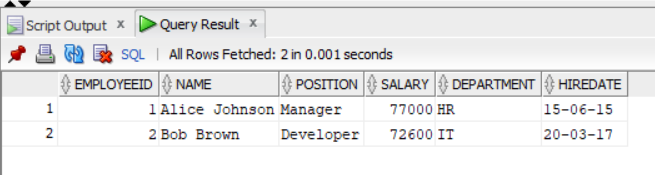 Script Output x Query Result x
SQL | All Rows Fetched: 2 in 0.001 seconds
EMPLOYEEID NAME POSITION SALARY DEPARTMENT HIREDATE
1 1 Alice Johnson Manager 77000 HR 15-06-15
2 2 Bob Brown Developer 72600 IT 20-03-17